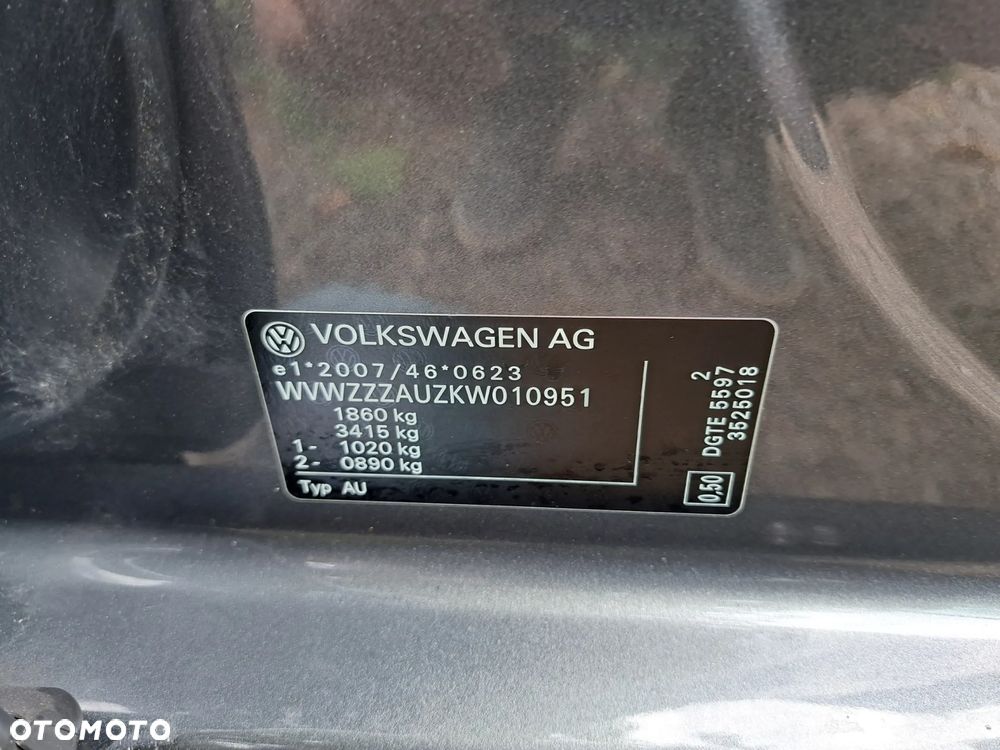 VOLKSWAGEN AG
e1*2007/46*0623
WVWZZZAUZKW010951
1860 kg
3415 kg
1- 1020 kg
2- 0890 kg
Typ AU
2
DGTE 5597
3525018
0,50
OTOMOTO